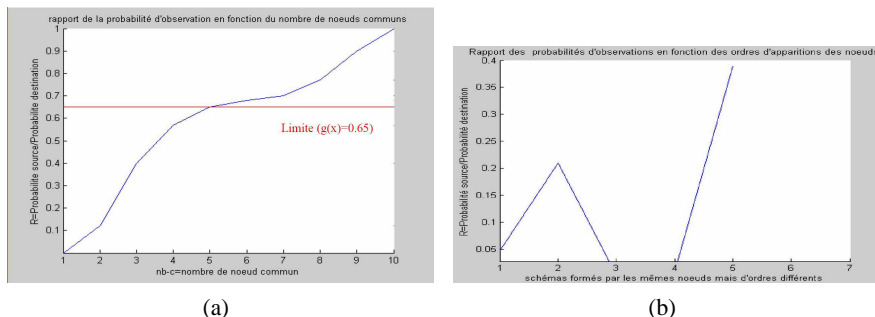 rapport de la probabilité d'observation en fonction du nombre de noeuds communs
R=Probabilite source/Probabilité destination
1
0.9
0.8
0.7
0.6
0.5
0.4
0.3
0.2
0.1
Limite (g(x)=0.65)
1 2 3 4 5 6 7 8 9 10
nb-c=nombre de noeud commun
(a)
Rapport des probabilités d'observations en fonction des ordres d'apparitions des noeuds
R=Probabilité source/Probabilité destination
0.4
0.35
0.3
0.25
0.2
0.15
0.1
0.05
1 2 3 4 5 6 7
schémas formés par les mêmes noeuds mais d'ordres différents
(b)